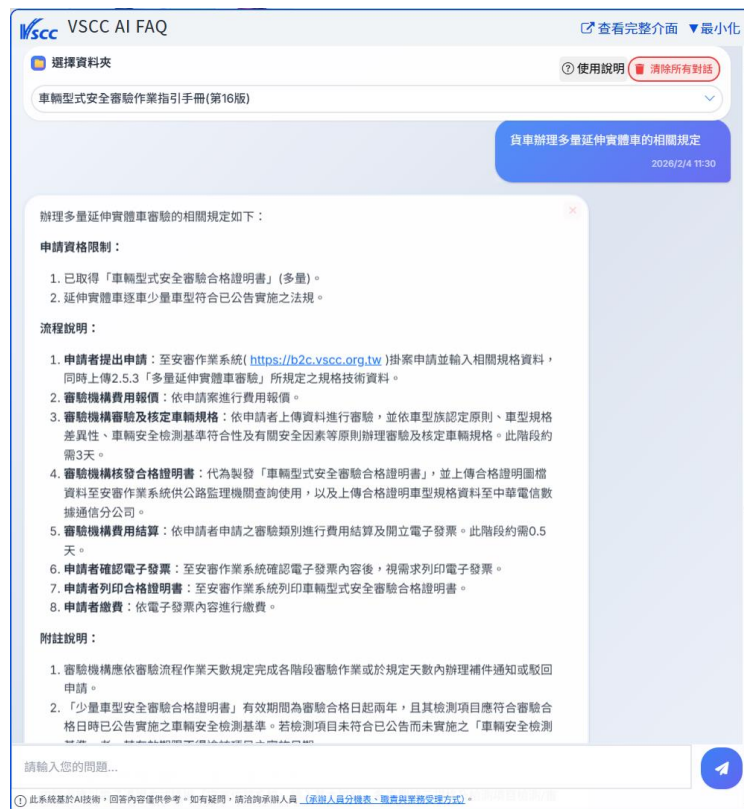 Vscc VSCC AI FAQ 查看完整介面 ▼最小化
選擇資料夾
使用說明 清除所有對話
車輛型式安全審驗作業指引手冊(第16版)
貨車辦理多量延伸實體車的相關規定
2026/2/4 11:30
辦理多量延伸實體車審驗的相關規定如下：
申請資格限制：
1. 已取得「車輛型式安全審驗合格證明書」(多量)。
2. 延伸實體車逐車少量車型符合已公告實施之法規。
流程說明：
1. 申請者提出申請：至安審作業系統( https://b2c.vscc.org.tw )掛案申請並輸入相關規格資料，
同時上傳2.5.3「多量延伸實體車審驗」所規定之規格技術資料。
2. 審驗機構費用報價：依申請案進行費用報價。
3. 審驗機構審驗及核定車輛規格：依申請者上傳資料進行審驗，並依車型族認定原則、車型規格
差異性、車輛安全檢測基準符合性及有關安全因素等原則辦理審驗及核定車輛規格。此階段約
需3天。
4. 審驗機構核發合格證明書：代為製發「車輛型式安全審驗合格證明書」，並上傳合格證明圖檔
資料至安審作業系統供公路監理機關查詢使用，以及上傳合格證明車型規格資料至中華電信數
據通信分公司。
5. 審驗機構費用結算：依申請者申請之審驗類別進行費用結算及開立電子發票。此階段約需0.5
天。
6. 申請者確認電子發票：至安審作業系統確認電子發票內容後，視需求列印電子發票。
7. 申請者列印合格證明書：至安審作業系統列印車輛型式安全審驗合格證明書。
8. 申請者繳費：依電子發票內容進行繳費。
附註說明：
1. 審驗機構應依審驗流程作業天數規定完成各階段審驗作業或於規定天數內辦理補件通知或駁回
申請。
2. 「少量車型安全審驗合格證明書」有效期間為審驗合格日起兩年，且其檢測項目應符合審驗合
格日時已公告實施之車輛安全檢測基準。若檢測項目未符合已公告而未實施之「車輛安全檢測
請輸入您的問題...
此系統基於AI技術，回答內容僅供參考。如有疑問，請洽詢承辦人員 (承辦人員分機表、職責與業務受理方式)。